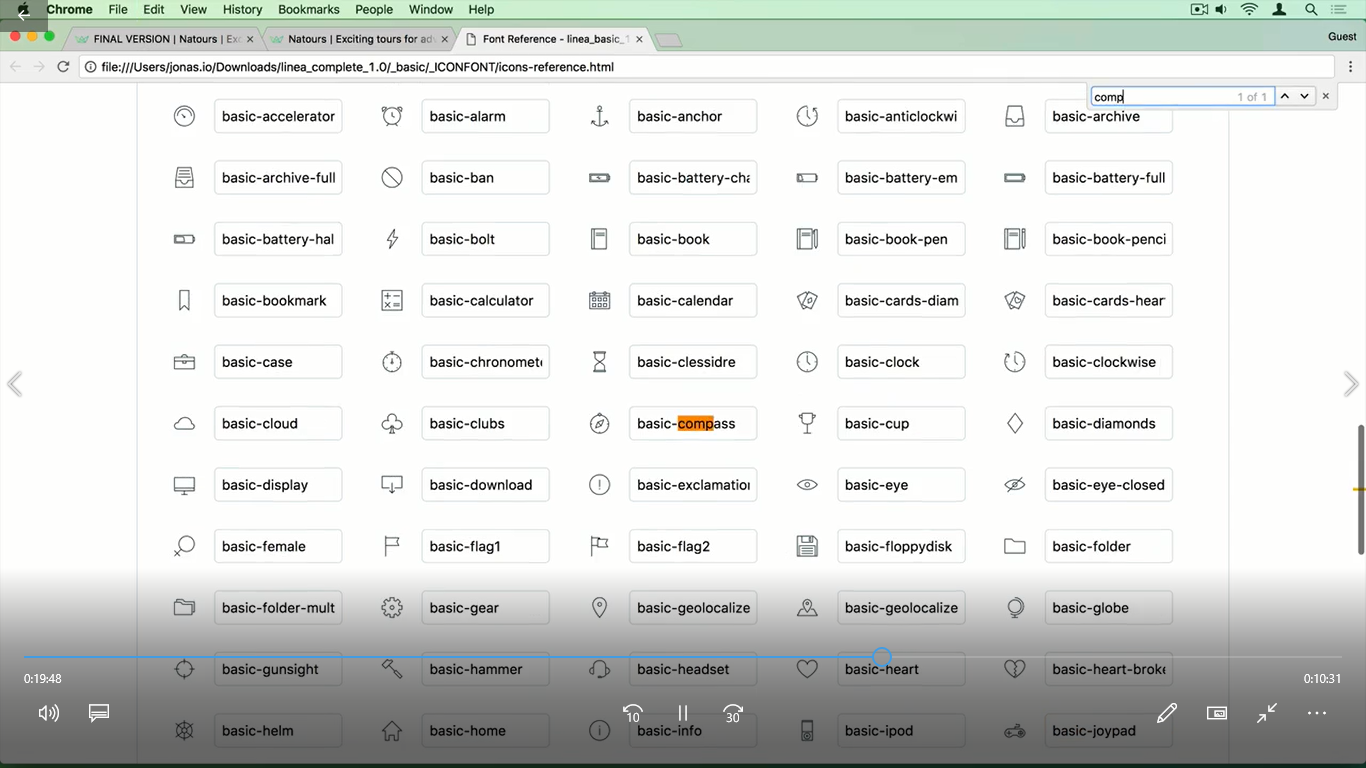 Chrome File Edit View History Bookmarks People Window Help
FINAL VERSION | Natours | Exc
Natours | Exciting tours for adv
Font Reference - linea_basic_1
Guest
file:///Users/jonas.io/Downloads/linea_complete_1.0/_basic/_ICONFONT/icons-reference.html
comp 1 of 1
basic-accelerator basic-alarm basic-anchor basic-anticlockwi basic-archive
basic-archive-full basic-ban basic-battery-cha basic-battery-em basic-battery-full
basic-battery-hal basic-bolt basic-book basic-book-pen basic-book-penci
basic-bookmark basic-calculator basic-calendar basic-cards-diam basic-cards-hear
basic-case basic-chronomete basic-clessidre basic-clock basic-clockwise
basic-cloud basic-clubs basic-compass basic-cup basic-diamonds
basic-display basic-download basic-exclamation basic-eye basic-eye-closed
basic-female basic-flag1 basic-flag2 basic-floppydisk basic-folder
basic-folder-mult basic-gear basic-geolocalize basic-geolocalize basic-globe
basic-gunsight basic-hammer basic-headset basic-heart basic-heart-broke
0:19:48 0:10:31
10 30
basic-helm basic-home basic-info basic-ipod basic-joypad